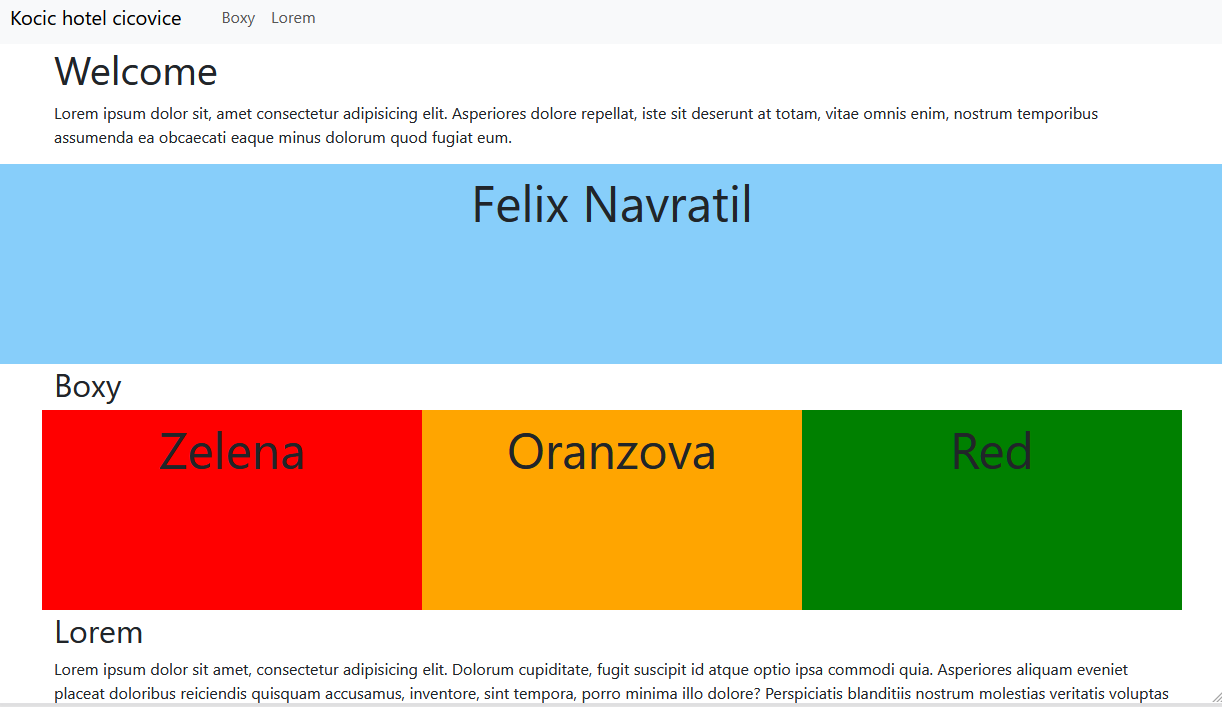 Kocic hotel cicovice Boxy Lorem
Welcome
Lorem ipsum dolor sit, amet consectetur adipisicing elit. Asperiores dolore repellat, iste sit deserunt at totam, vitae omnis enim, nostrum temporibus
assumenda ea obcaecati eaque minus dolorum quod fugiat eum.
Felix Navratil
Boxy
Zelena Oranzova Red
Lorem
Lorem ipsum dolor sit amet, consectetur adipisicing elit. Dolorum cupiditate, fugit suscipit id atque optio ipsa commodi quia. Asperiores aliquam eveniet
placeat doloribus reiciendis quisquam accusamus, inventore, sint tempora, porro minima illo dolore? Perspiciatis blanditiis nostrum molestias veritatis voluptas